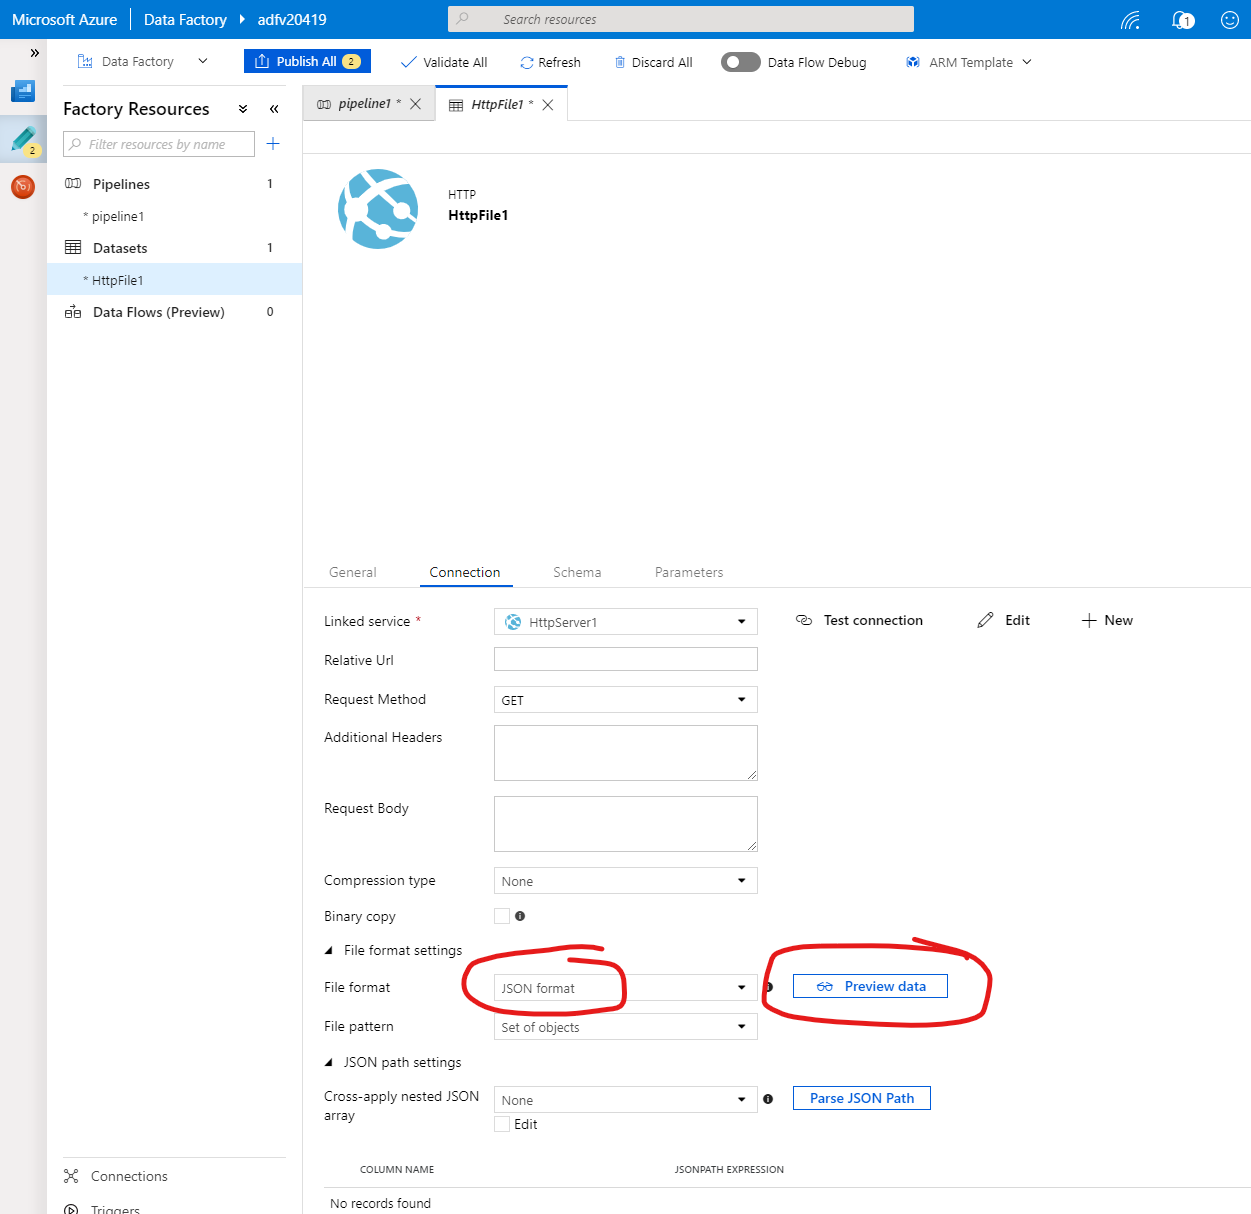 Microsoft Azure Data Factory adfv20419 Search resources 1
Data Factory Publish All 2 Validate All Refresh Discard All Data Flow Debug ARM Template
Factory Resources
pipeline1 * HttpFile1 *
Filter resources by name
2
Pipelines 1
* pipeline1
Datasets 1
* HttpFile1
Data Flows (Preview) 0
HTTP
HttpFile1
General Connection Schema Parameters
Linked service * HttpServer1 Test connection Edit New
Relative Url
Request Method GET
Additional Headers
Request Body
Compression type None
Binary copy
File format settings
File format JSON format Preview data
File pattern Set of objects
JSON path settings
Cross-apply nested JSON array None Parse JSON Path
Edit
COLUMN NAME JSONPATH EXPRESSION
No records found
Connections
Triggers